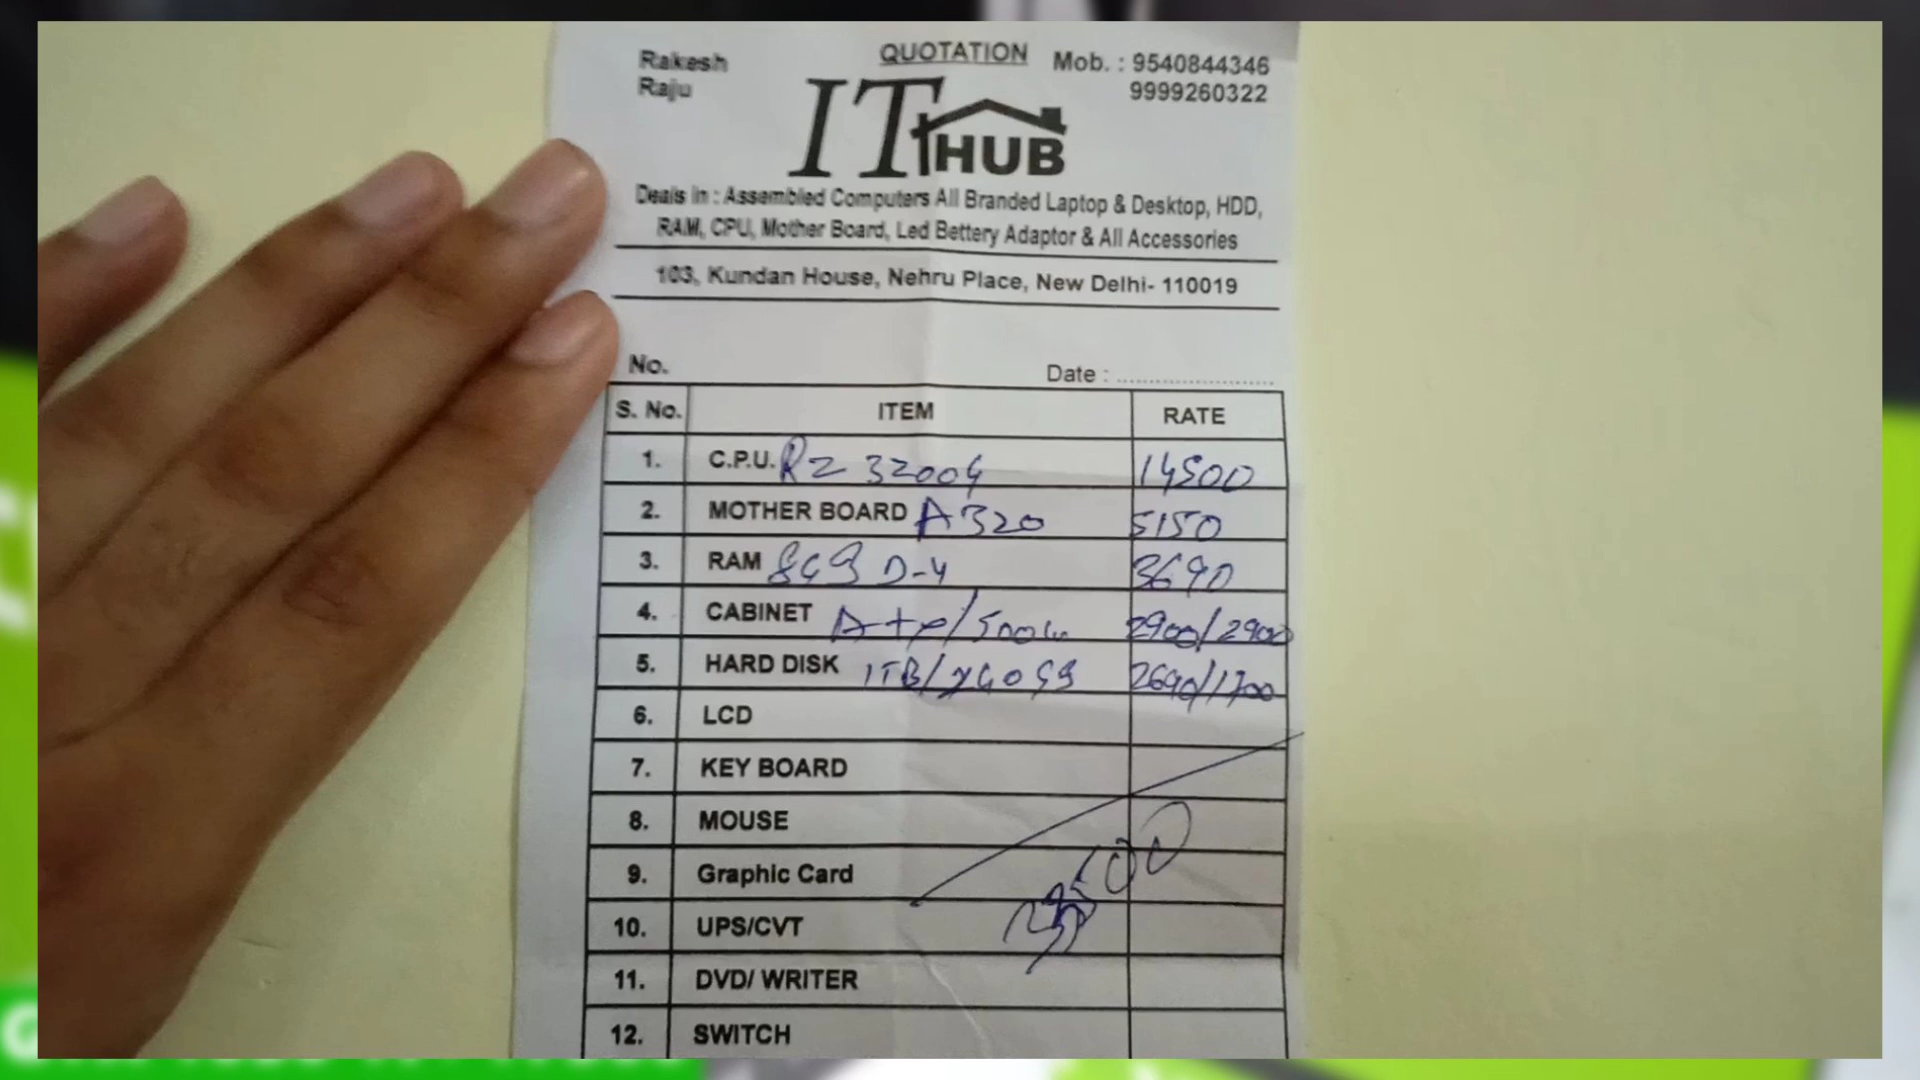 Rakesh
Raju
QUOTATION
Mob. : 9540844346
9999260322
IT HUB
Deals In : Assembled Computers All Branded Laptop & Desktop, HDD,
RAM, CPU, Mother Board, Led Bettery Adaptor & All Accessories
103, Kundan House, Nehru Place, New Delhi- 110019
No.
Date : ........................
S. No. ITEM RATE
1. C.P.U. RZ 3200G 14500
2. MOTHER BOARD A320 5150
3. RAM 8GB D-4 3690
4. CABINET Atx/500w 2900/2900
5. HARD DISK 1TB/240GB 2690/1700
6. LCD
7. KEY BOARD
8. MOUSE
9. Graphic Card
10. UPS/CVT
11. DVD/ WRITER
12. SWITCH